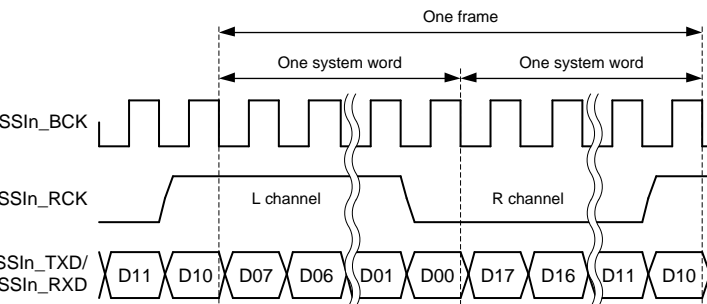 One frame
One system word One system word
SSIn_BCK
SSIn_RCK L channel R channel
SSIn_TXD/
SSIn_RXD D11 D10 D07 D06 D01 D00 D17 D16 D11 D10